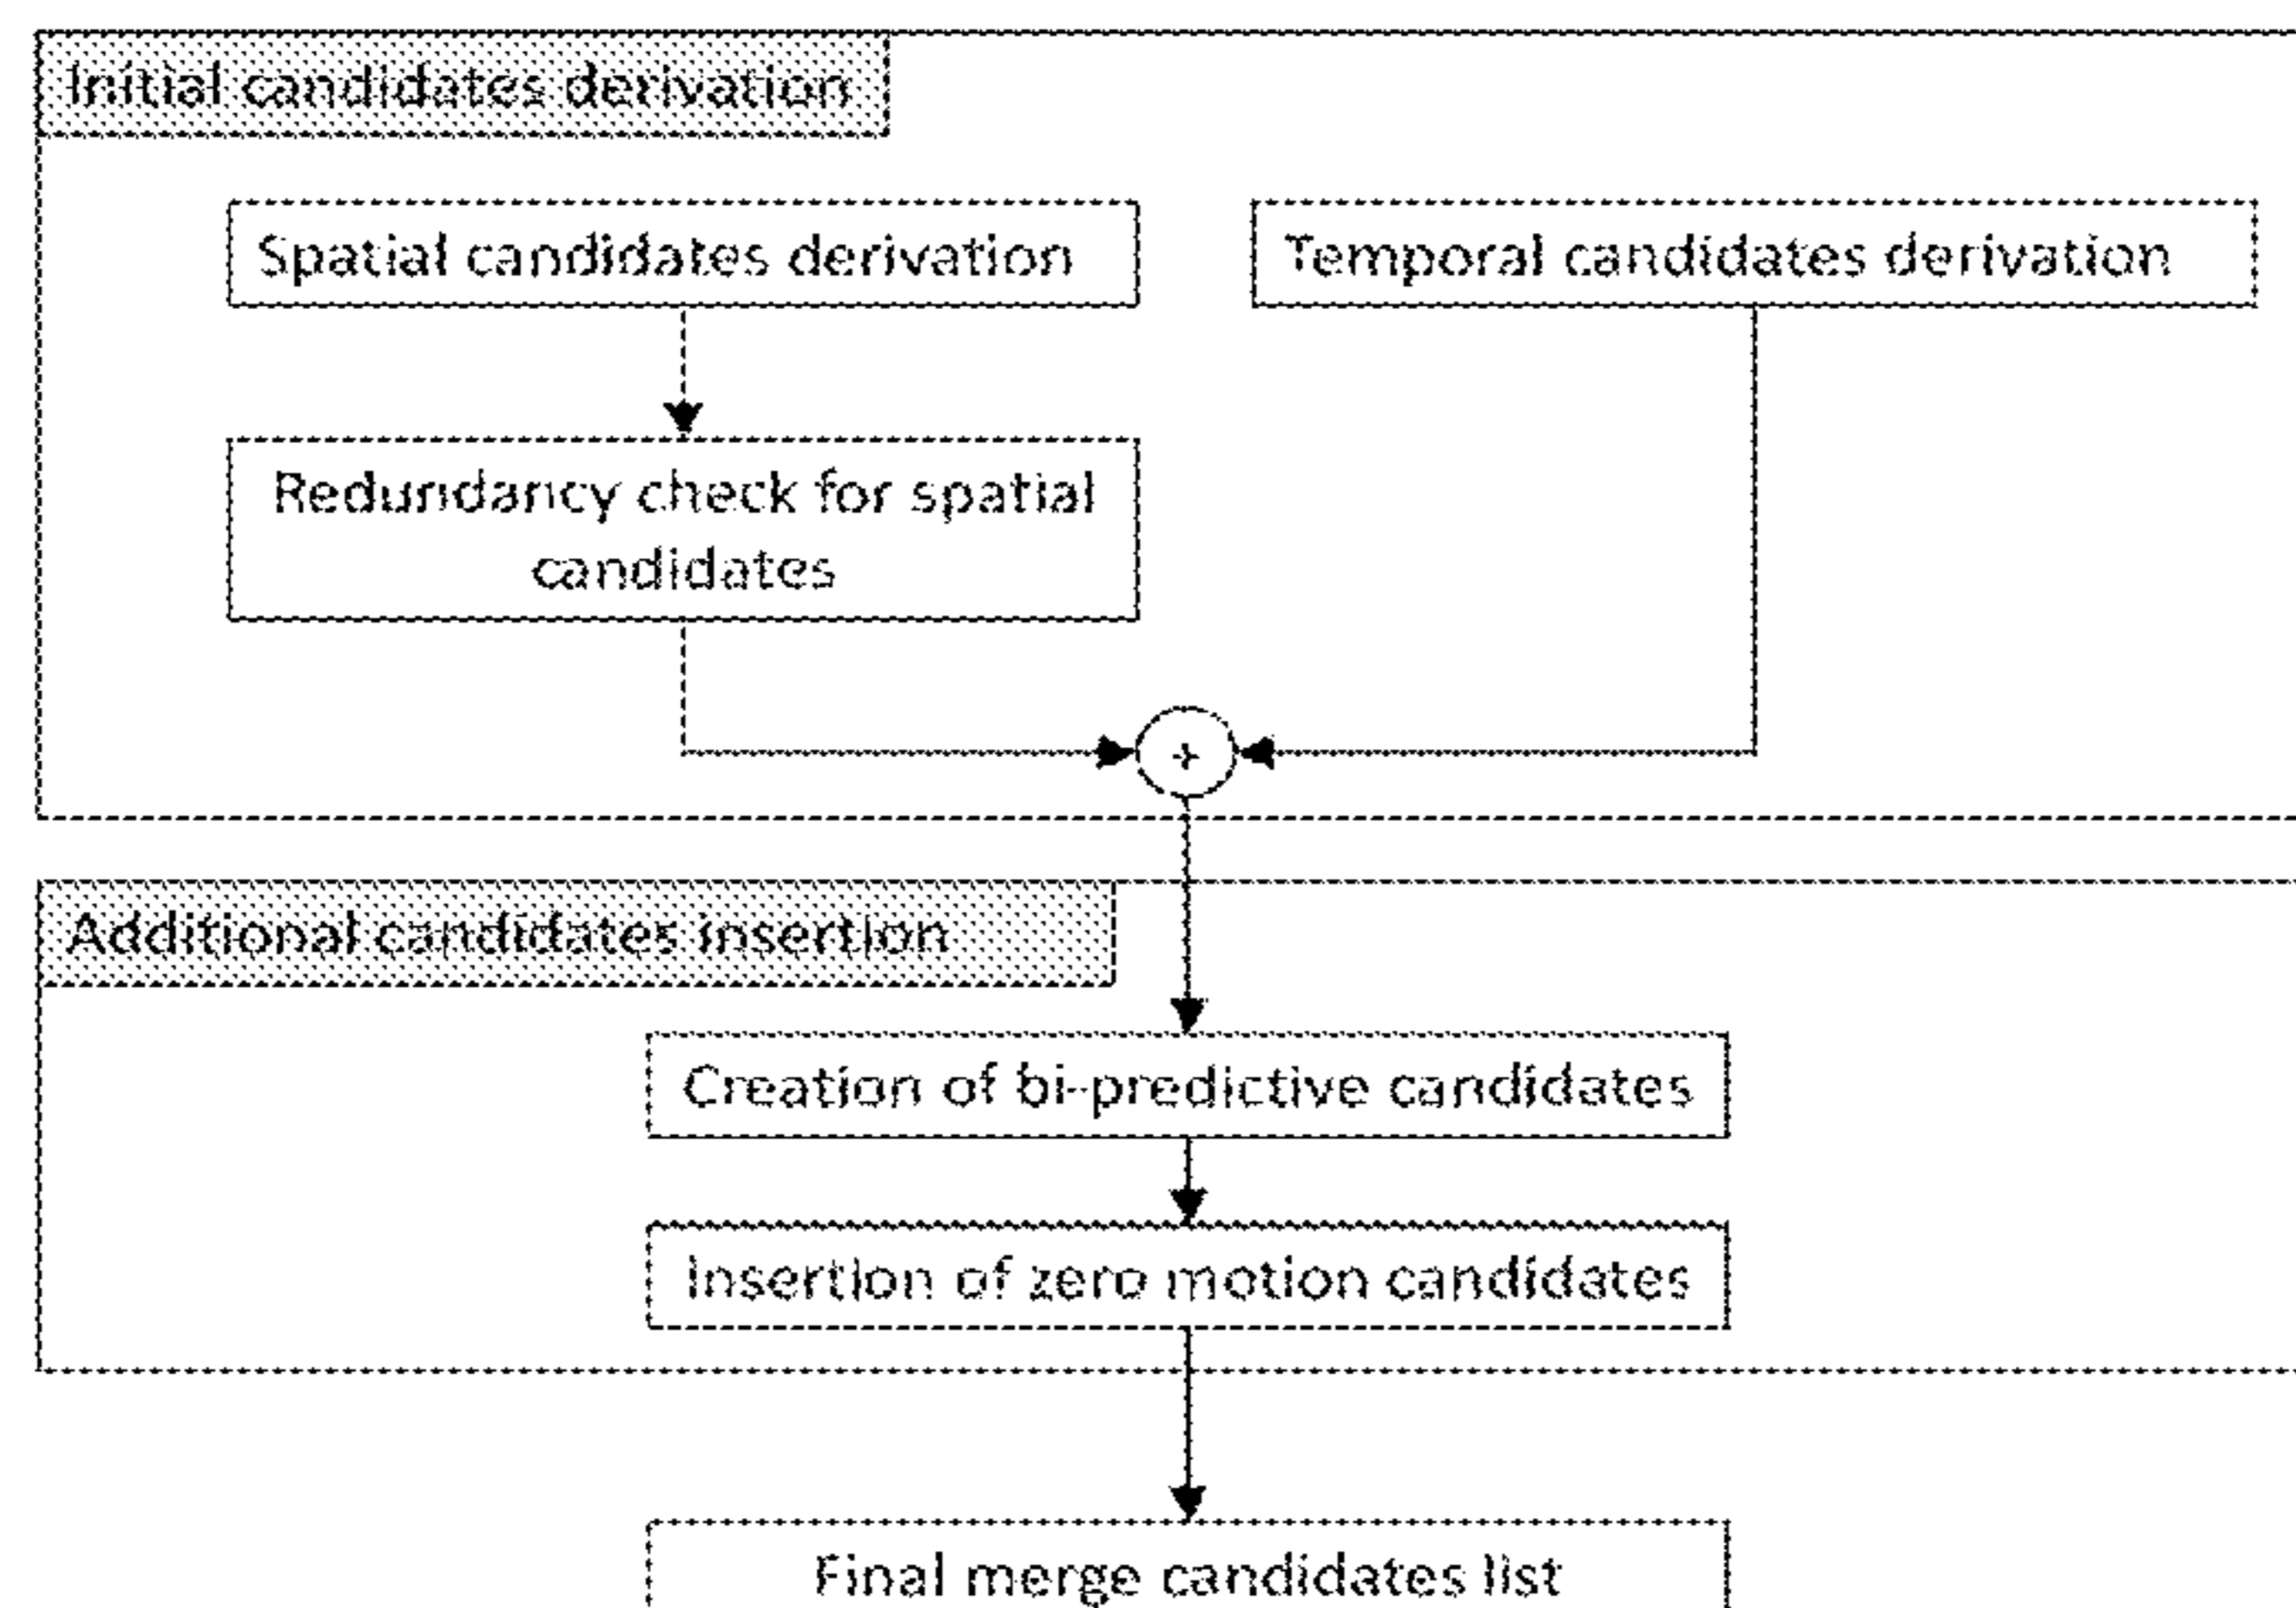 Initial candidates derivation
Spatial candidates derivation
Temporal candidates derivation
Redundancy check for spatial
candidates
+
Additional candidates insertion
Creation of bi-predictive candidates
Insertion of zero motion candidates
Final merge candidates list